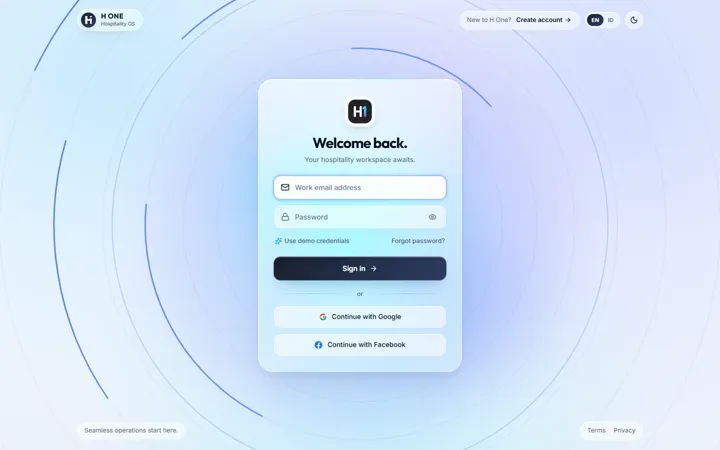 H ONE
Hospitality OS
New to H One? Create account →
EN ID
H1
Welcome back.
Your hospitality workspace awaits.
Work email address
Password
Use demo credentials
Forgot password?
Sign in →
or
Continue with Google
Continue with Facebook
Seamless operations start here.
Terms Privacy